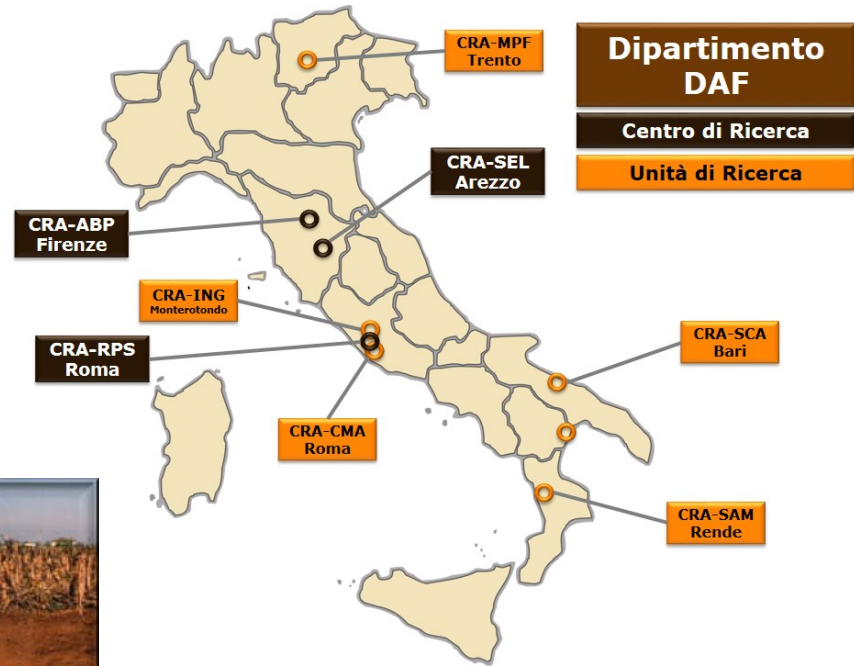 CRA-MPF
Trento
Dipartimento
DAF
Centro di Ricerca
Unità di Ricerca
CRA-SEL
Arezzo
CRA-ABP
Firenze
CRA-ING
Monterotondo
CRA-RPS
Roma
CRA-CMA
Roma
CRA-SCA
Bari
CRA-SAM
Rende